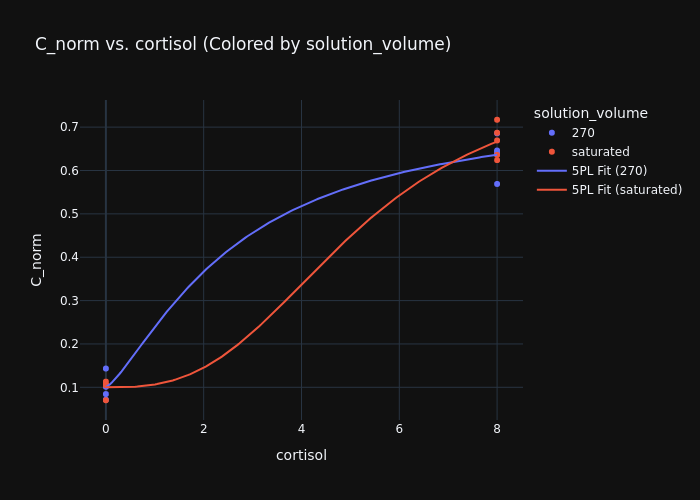 C_norm vs. cortisol (Colored by solution_volume)
solution_volume
270
saturated
5PL Fit (270)
5PL Fit (saturated)
C_norm
0.7
0.6
0.5
0.4
0.3
0.2
0.1
0 2 4 6 8
cortisol